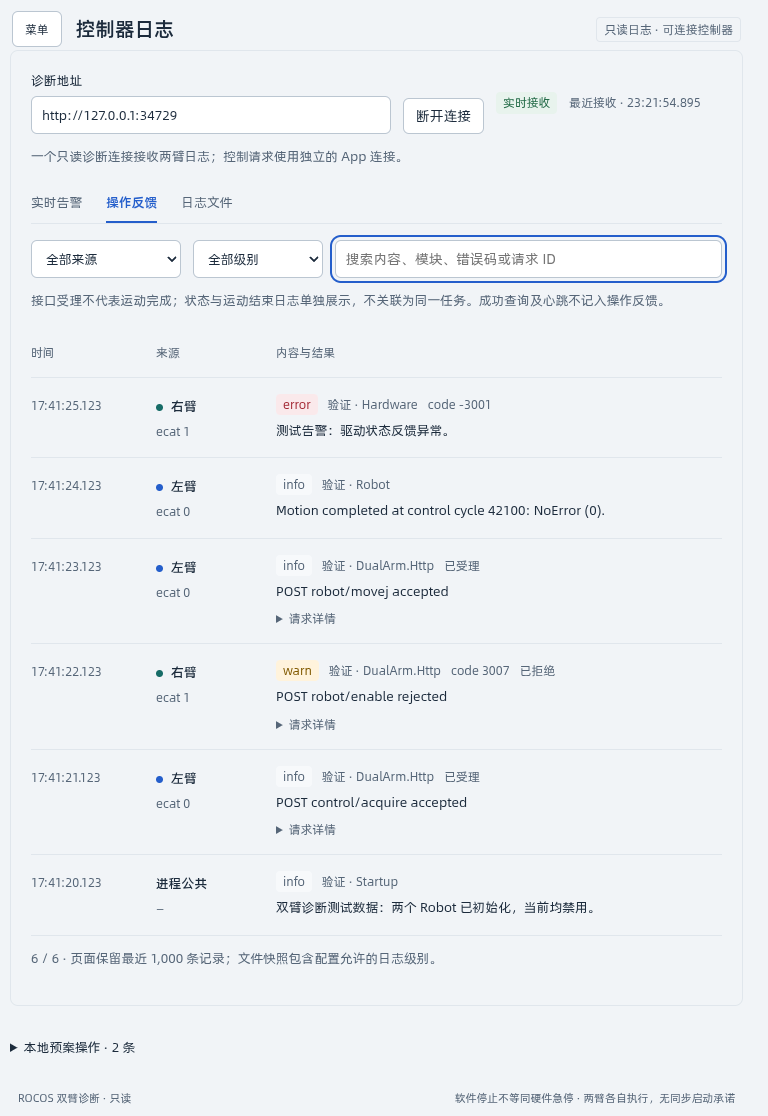 菜单 控制器日志 只读日志 · 可连接控制器
诊断地址
http://127.0.0.1:34729 断开连接 实时接收 最近接收 · 23:21:54.895
一个只读诊断连接接收两臂日志；控制请求使用独立的 App 连接。
实时告警 操作反馈 日志文件
全部来源 全部级别 搜索内容、模块、错误码或请求 ID
接口受理不代表运动完成；状态与运动结束日志单独展示，不关联为同一任务。成功查询及心跳不记入操作反馈。
时间 来源 内容与结果
17:41:25.123 右臂 error 验证 · Hardware code -3001
ecat 1 测试告警：驱动状态反馈异常。
17:41:24.123 左臂 info 验证 · Robot
ecat 0 Motion completed at control cycle 42100: NoError (0).
17:41:23.123 左臂 info 验证 · DualArm.Http 已受理
ecat 0 POST robot/movej accepted
▶ 请求详情
17:41:22.123 右臂 warn 验证 · DualArm.Http code 3007 已拒绝
ecat 1 POST robot/enable rejected
▶ 请求详情
17:41:21.123 左臂 info 验证 · DualArm.Http 已受理
ecat 0 POST control/acquire accepted
▶ 请求详情
17:41:20.123 进程公共 info 验证 · Startup
– 双臂诊断测试数据：两个 Robot 已初始化，当前均禁用。
6 / 6 · 页面保留最近 1,000 条记录；文件快照包含配置允许的日志级别。
▶ 本地预案操作 · 2 条
ROCOS 双臂诊断 · 只读 软件停止不等同硬件急停 · 两臂各自执行，无同步启动承诺